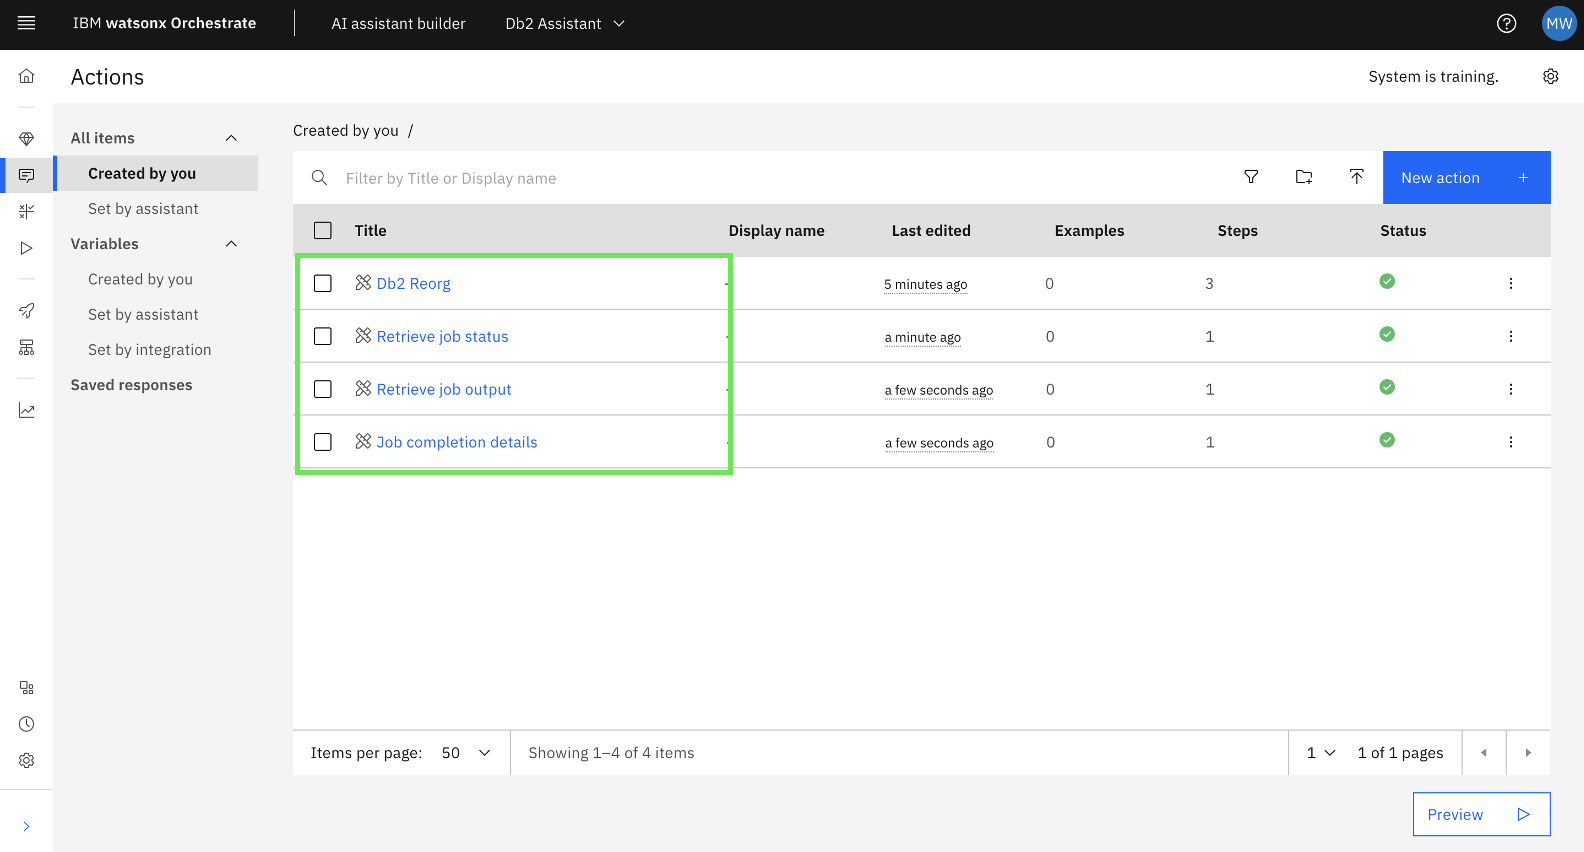 IBM watsonx Orchestrate
AI assistant builder
Db2 Assistant
MW
Actions
System is training.
All items
Created by you
Set by assistant
Variables
Created by you
Set by assistant
Set by integration
Saved responses
Created by you /
Filter by Title or Display name
New action +
Title Display name Last edited Examples Steps Status
Db2 Reorg - 5 minutes ago 0 3
Retrieve job status - a minute ago 0 1
Retrieve job output - a few seconds ago 0 1
Job completion details - a few seconds ago 0 1
Items per page: 50 Showing 1–4 of 4 items 1 1 of 1 pages
Preview